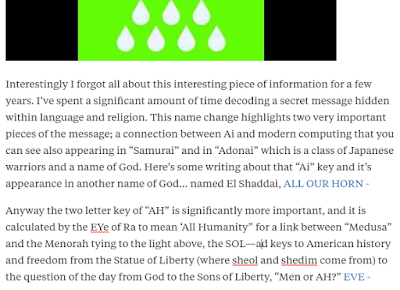 Interestingly I forgot all about this interesting piece of information for a few
years. I've spent a significant amount of time decoding a secret message hidden
within language and religion. This name change highlights two very important
pieces of the message; a connection between Ai and modern computing that you
can see also appearing in “Samurai” and in “Adonai” which is a class of Japanese
warriors and a name of God. Here's some writing about that “Ai” key and it's
appearance in another name of God... named El Shaddai, ALL OUR HORN -
Anyway the two letter key of “AH” is significantly more important, and it is
calculated by the EYe of Ra to mean ‘All Humanity” for a link between “Medusa”
and the Menorah tying to the light above, the SOL—ad keys to American history
and freedom from the Statue of Liberty (where sheol and shedim come from) to
the question of the day from God to the Sons of Liberty, “Men or AH?” EVE -